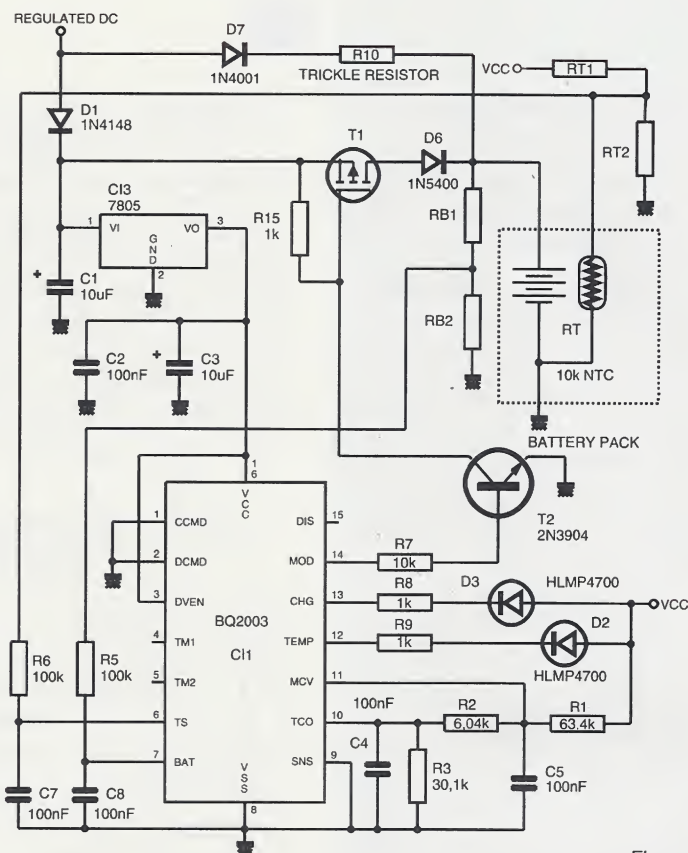 REGULATED DC
D7
1N4001
R10
TRICKLE RESISTOR
VCC
RT1
D1
1N4148
T1
D6
1N5400
RT2
CI3
7805
1
VI
VO
3
GND
2
R15
1k
RB1
+
C1
10uF
RB2
RT
10k NTC
C2
100nF
+
C3
10uF
BATTERY PACK
1
6
VCC
T2
2N3904
1
CCMD
DIS
15
2
DCMD
MOD
14
R7
10k
3
DVEN
CHG
13
R8
1k
D3
HLMP4700
VCC
BQ2003
CI1
4
TM1
TEMP
12
R9
1k
D2
HLMP4700
R6
100k
R5
100k
5
TM2
MCV
11
6
TS
TCO
10
100nF
R2
6,04k
R1
63,4k
7
BAT
SNS
9
C4
R3
30,1k
C5
100nF
VSS
8
C7
100nF
C8
100nF